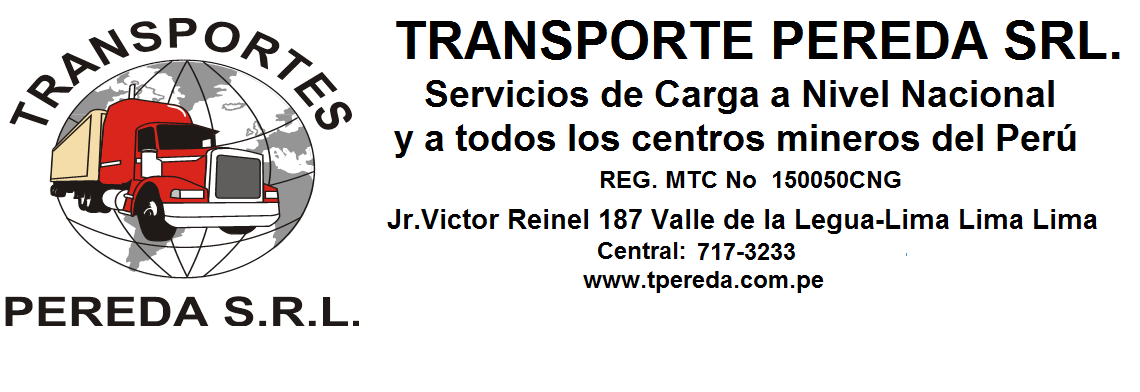 TRANSPORTES
PEREDA S.R.L.
TRANSPORTE PEREDA SRL.
Servicios de Carga a Nivel Nacional
y a todos los centros mineros del Perú
REG. MTC No 150050CNG
Jr.Victor Reinel 187 Valle de la Legua-Lima Lima Lima
Central: 717-3233
www.tpereda.com.pe